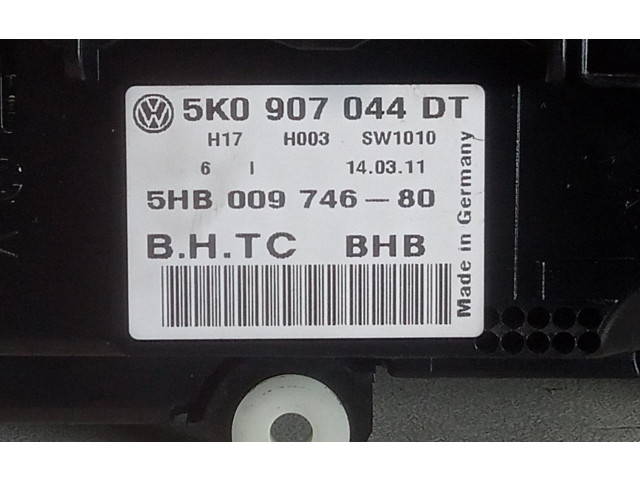 5K0 907 044 DT
H17 H003 SW1010
6 I 14.03.11
5HB 009 746-80
B.H.TC BHB
Made in Germany